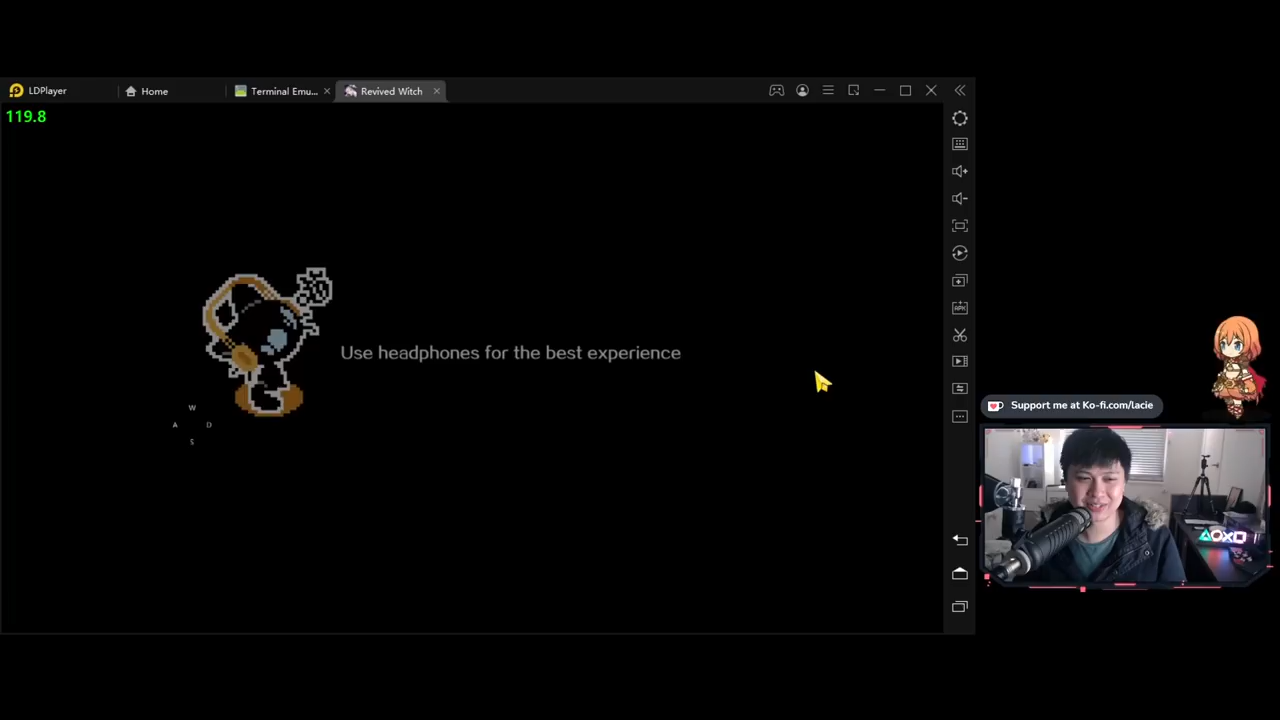 LDPlayer
Home
Terminal Emu...
Revived Witch
119.8
APK
Use headphones for the best experience
W
A D
S
Support me at Ko-fi.com/lacie